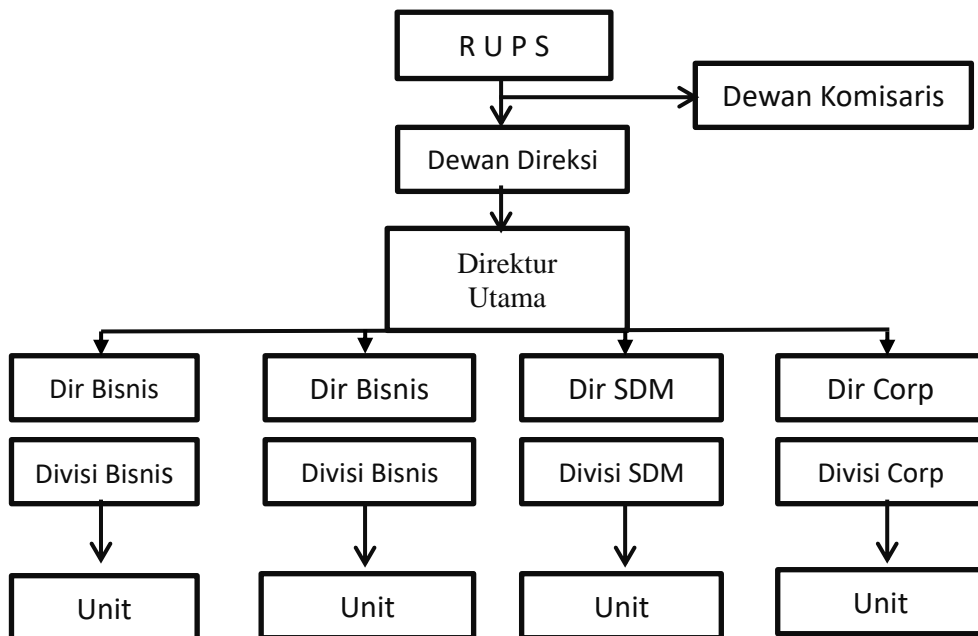 R U P S
Dewan Komisaris
Dewan Direksi
Direktur
Utama
Dir Bisnis
Dir Bisnis
Dir SDM
Dir Corp
Divisi Bisnis
Divisi Bisnis
Divisi SDM
Divisi Corp
Unit
Unit
Unit
Unit